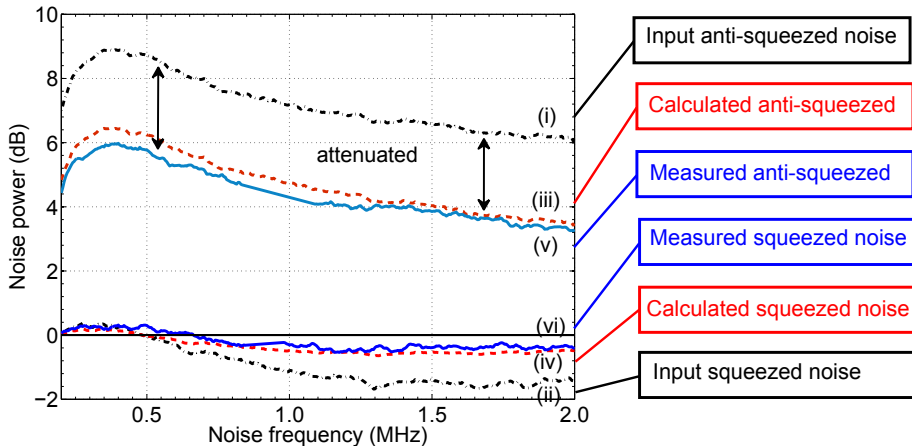 10
8
6
4
2
0
−2
Noise power (dB)
0.5
1.0
1.5
2.0
Noise frequency (MHz)
attenuated
(i)
(iii)
(v)
(vi)
(iv)
(ii)
Input anti-squeezed noise
Calculated anti-squeezed
Measured anti-squeezed
Measured squeezed noise
Calculated squeezed noise
Input squeezed noise